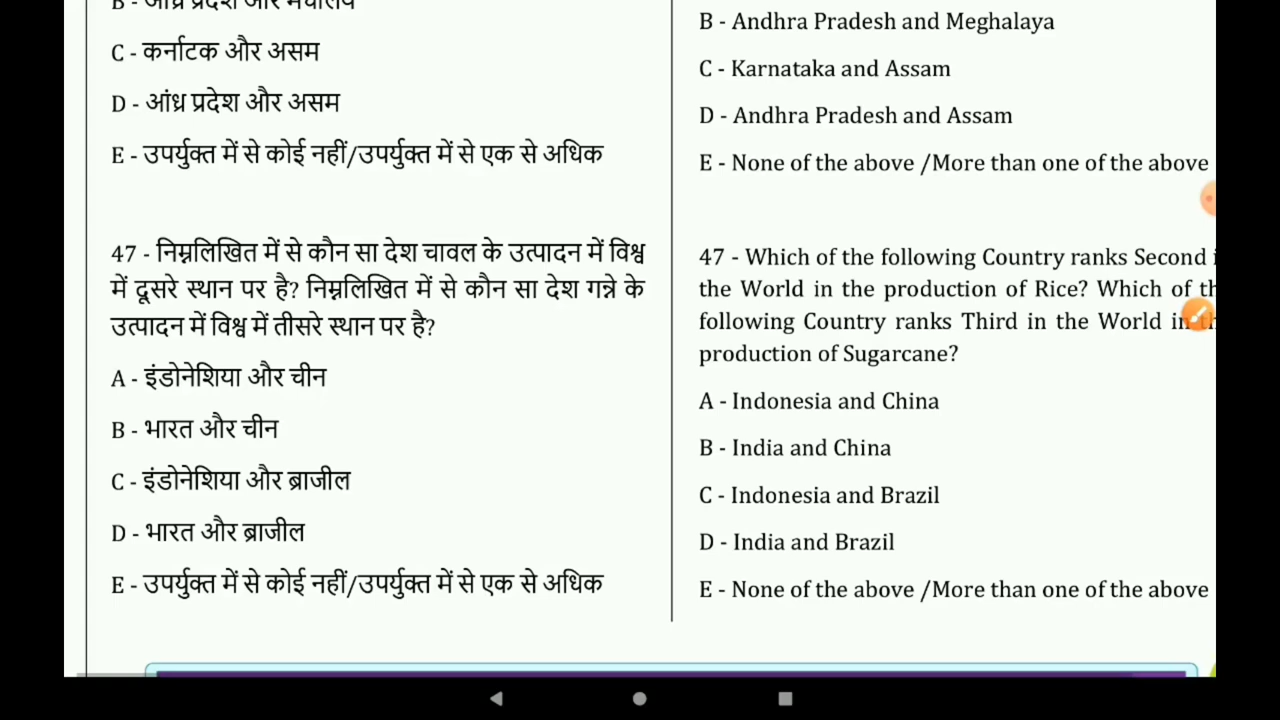 B - आंध्र प्रदेश और मेघालय
C - कर्नाटक और असम
D - आंध्र प्रदेश और असम
E - उपर्युक्त में से कोई नहीं/उपर्युक्त में से एक से अधिक
47 - निम्नलिखित में से कौन सा देश चावल के उत्पादन में विश्व
में दूसरे स्थान पर है? निम्नलिखित में से कौन सा देश गन्ने के
उत्पादन में विश्व में तीसरे स्थान पर है?
A - इंडोनेशिया और चीन
B - भारत और चीन
C - इंडोनेशिया और ब्राजील
D - भारत और ब्राजील
E - उपर्युक्त में से कोई नहीं/उपर्युक्त में से एक से अधिक
B - Andhra Pradesh and Meghalaya
C - Karnataka and Assam
D - Andhra Pradesh and Assam
E - None of the above /More than one of the above
47 - Which of the following Country ranks Second
the World in the production of Rice? Which of
following Country ranks Third in the World in
production of Sugarcane?
A - Indonesia and China
B - India and China
C - Indonesia and Brazil
D - India and Brazil
E - None of the above /More than one of the above